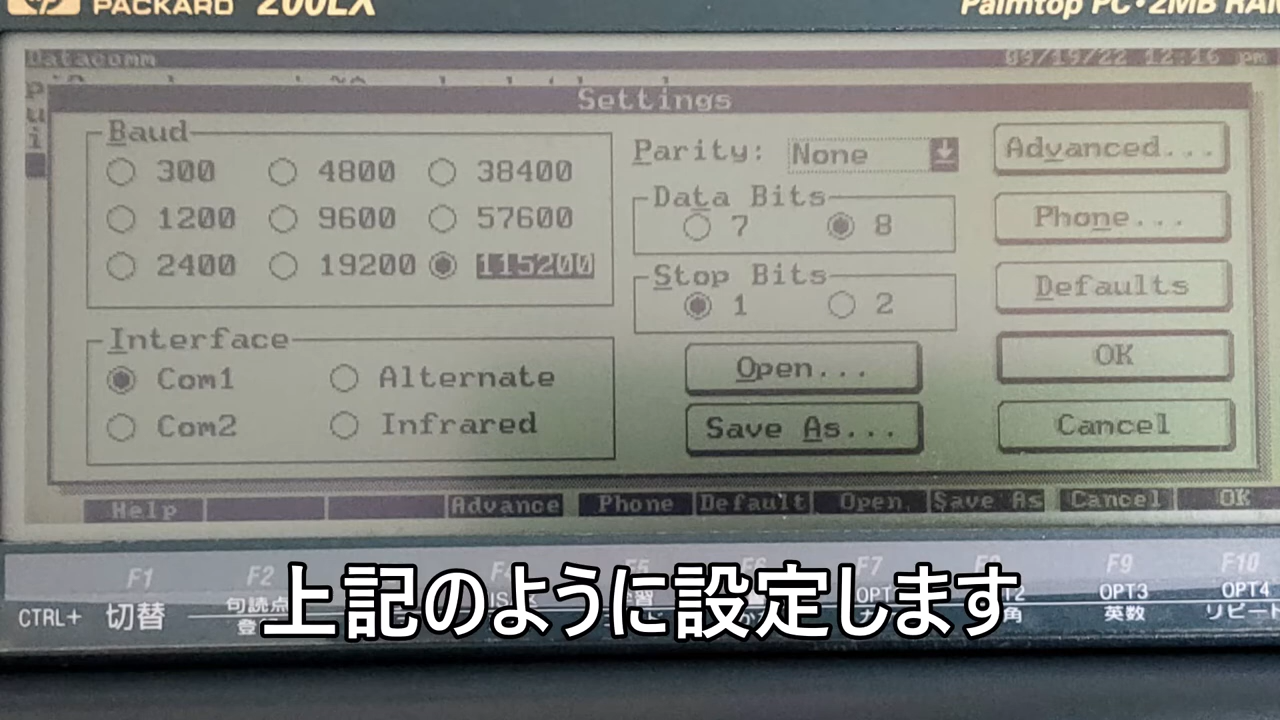 PACKARD 200LX Palmtop PC・2MB RAM
Datacomm 09/19/22 12:16 pm
Settings
Baud
300 4800 38400
1200 9600 57600
2400 19200 115200
Parity: None
Data Bits
7 8
Stop Bits
1 2
Interface
Com1 Alternate
Com2 Infrared
Open...
Save As...
Advanced...
Phone...
Defaults
OK
Cancel
Help Advance Phone Default Open Save As Cancel OK
F1 F2 F7 F9 F10
CTRL+ 切替 句読点 OPT3 OPT4
英数 リピート
上記のように設定します